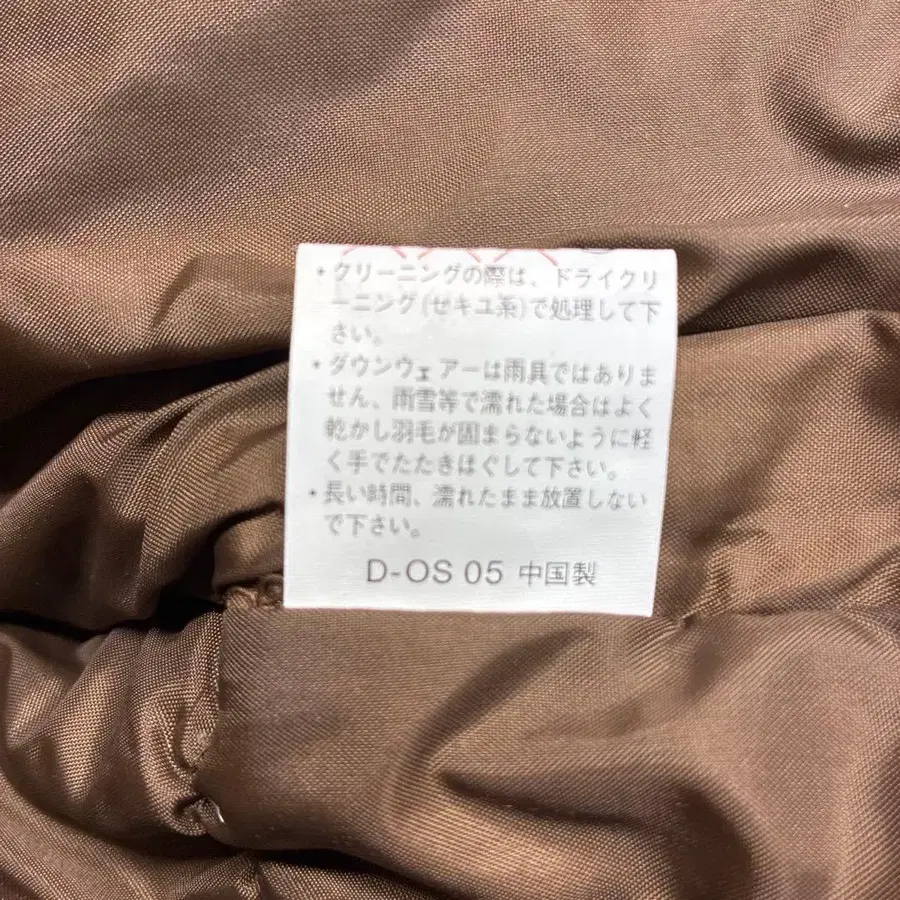 ・クリーニングの際は、ドライクリ
ーニング(セキユ系)で処理して下
さい。
・ダウンウェアーは雨具ではありま
せん、雨雪等で濡れた場合はよく
乾かし羽毛が固まらないように軽
く手でたたきほぐして下さい。
・長い時間、濡れたまま放置しない
で下さい。
D-OS 05 中国製